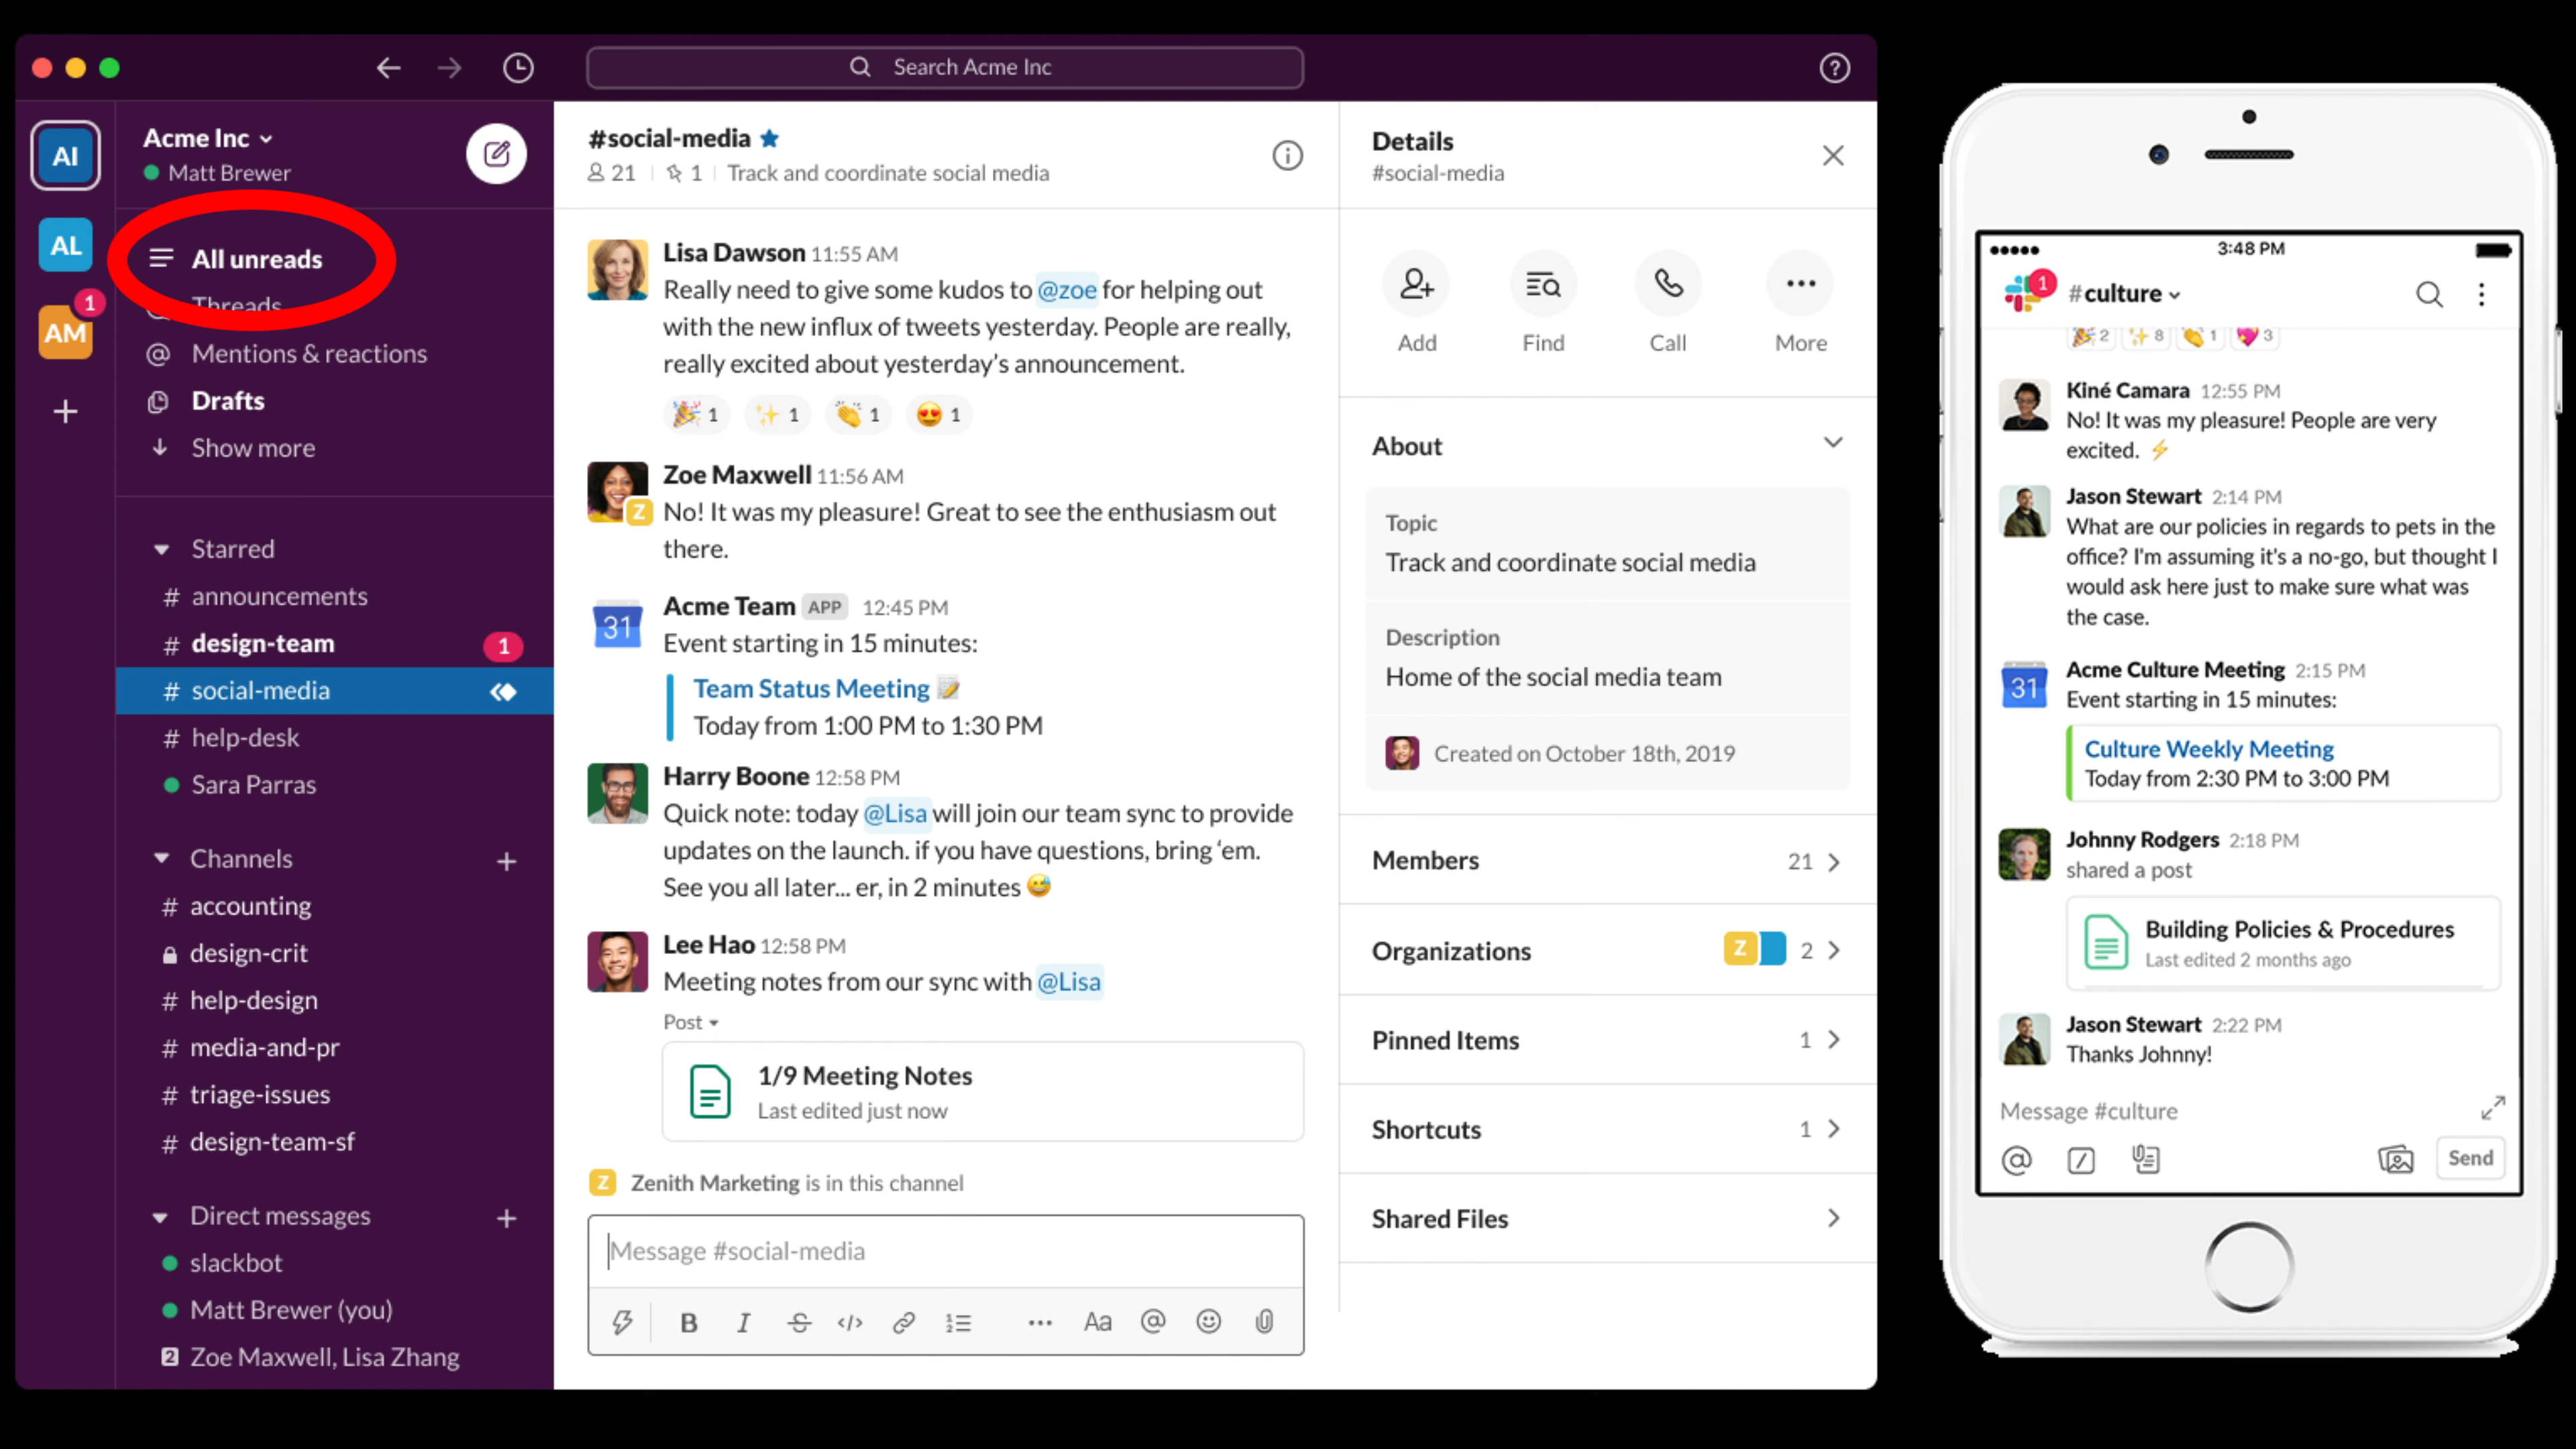 Search Acme Inc
?
AI
AL
1
AM
Acme Inc
Matt Brewer
All unreads
Threads
@ Mentions & reactions
Drafts
Show more
Starred
# announcements
# design-team 1
# social-media
# help-desk
Sara Parras
Channels +
# accounting
design-crit
# help-design
# media-and-pr
# triage-issues
# design-team-sf
Direct messages +
slackbot
Matt Brewer (you)
2 Zoe Maxwell, Lisa Zhang
#social-media
21 | 1 | Track and coordinate social media
Lisa Dawson 11:55 AM
Really need to give some kudos to @zoe for helping out
with the new influx of tweets yesterday. People are really,
really excited about yesterday’s announcement.
🎉 1 ✨ 1 👏 1 😍 1
Zoe Maxwell 11:56 AM
Z
No! It was my pleasure! Great to see the enthusiasm out
there.
31
Acme Team APP 12:45 PM
Event starting in 15 minutes:
Team Status Meeting 📝
Today from 1:00 PM to 1:30 PM
Harry Boone 12:58 PM
Quick note: today @Lisa will join our team sync to provide
updates on the launch. if you have questions, bring ‘em.
See you all later... er, in 2 minutes 😅
Lee Hao 12:58 PM
Meeting notes from our sync with @Lisa
Post
1/9 Meeting Notes
Last edited just now
Z Zenith Marketing is in this channel
Message #social-media
B I S </> ... Aa @
Details
#social-media
Add Find Call More
About
Topic
Track and coordinate social media
Description
Home of the social media team
Created on October 18th, 2019
Members 21
Organizations Z 2
Pinned Items 1
Shortcuts 1
Shared Files
3:48 PM
1
#culture
🎉 2 ✨ 8 👏 1 💖 3
Kiné Camara 12:55 PM
No! It was my pleasure! People are very
excited. ⚡
Jason Stewart 2:14 PM
What are our policies in regards to pets in the
office? I'm assuming it's a no-go, but thought I
would ask here just to make sure what was
the case.
31
Acme Culture Meeting 2:15 PM
Event starting in 15 minutes:
Culture Weekly Meeting
Today from 2:30 PM to 3:00 PM
Johnny Rodgers 2:18 PM
shared a post
Building Policies & Procedures
Last edited 2 months ago
Jason Stewart 2:22 PM
Thanks Johnny!
Message #culture
@ Send